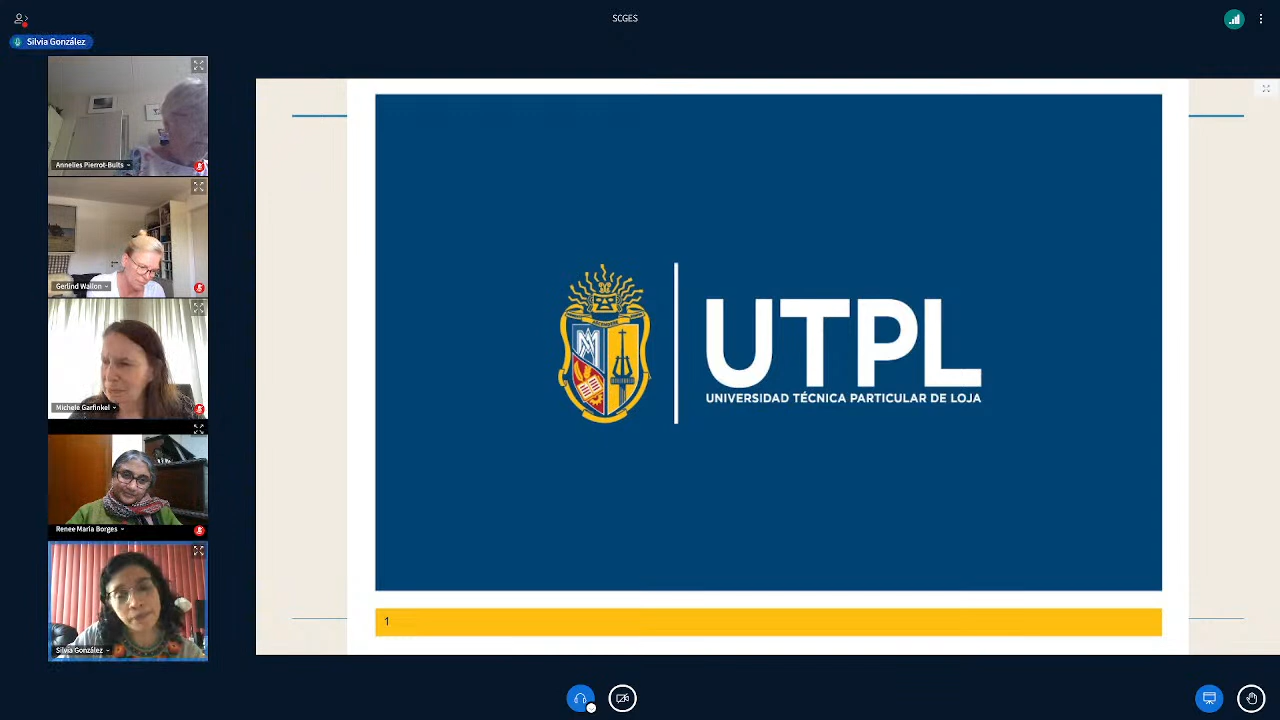 SCGES
Silvia González
Annelies Pierrot-Bults
Gerlind Wallon
Michele Garfinkel
Renee Maria Borges
Silvia González
UTPL
UNIVERSIDAD TÉCNICA PARTICULAR DE LOJA
1